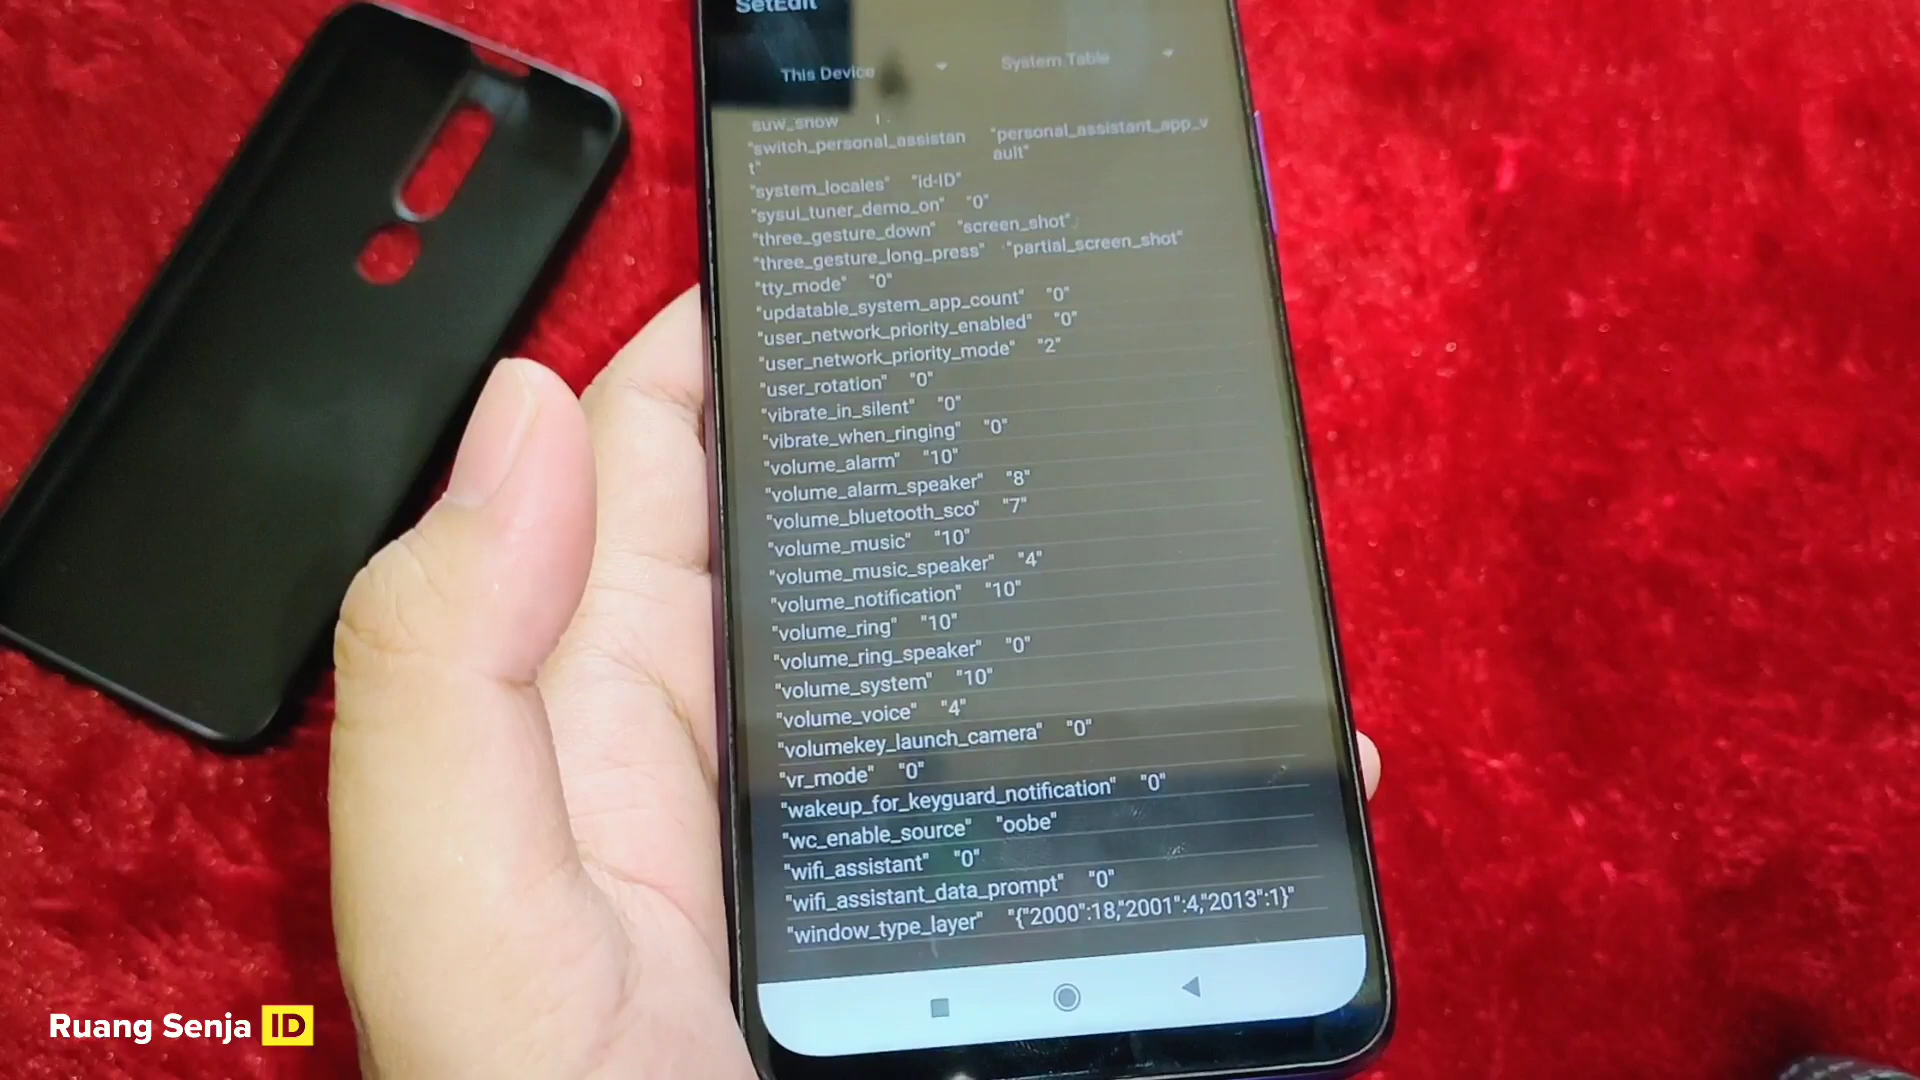 SetEdit
This Device System Table
suw_show
"switch_personal_assistan "personal_assistant_app_v
t" ault"
"system_locales" "id-ID"
"sysui_tuner_demo_on" "0"
"three_gesture_down" "screen_shot"
"three_gesture_long_press" "partial_screen_shot"
"tty_mode" "0"
"updatable_system_app_count" "0"
"user_network_priority_enabled" "0"
"user_network_priority_mode" "2"
"user_rotation" "0"
"vibrate_in_silent" "0"
"vibrate_when_ringing" "0"
"volume_alarm" "10"
"volume_alarm_speaker" "8"
"volume_bluetooth_sco" "7"
"volume_music" "10"
"volume_music_speaker" "4"
"volume_notification" "10"
"volume_ring" "10"
"volume_ring_speaker" "0"
"volume_system" "10"
"volume_voice" "4"
"volumekey_launch_camera" "0"
"vr_mode" "0"
"wakeup_for_keyguard_notification" "0"
"wc_enable_source" "oobe"
"wifi_assistant" "0"
"wifi_assistant_data_prompt" "0"
"window_type_layer" "{"2000":18,"2001":4,"2013":1}"
Ruang Senja ID